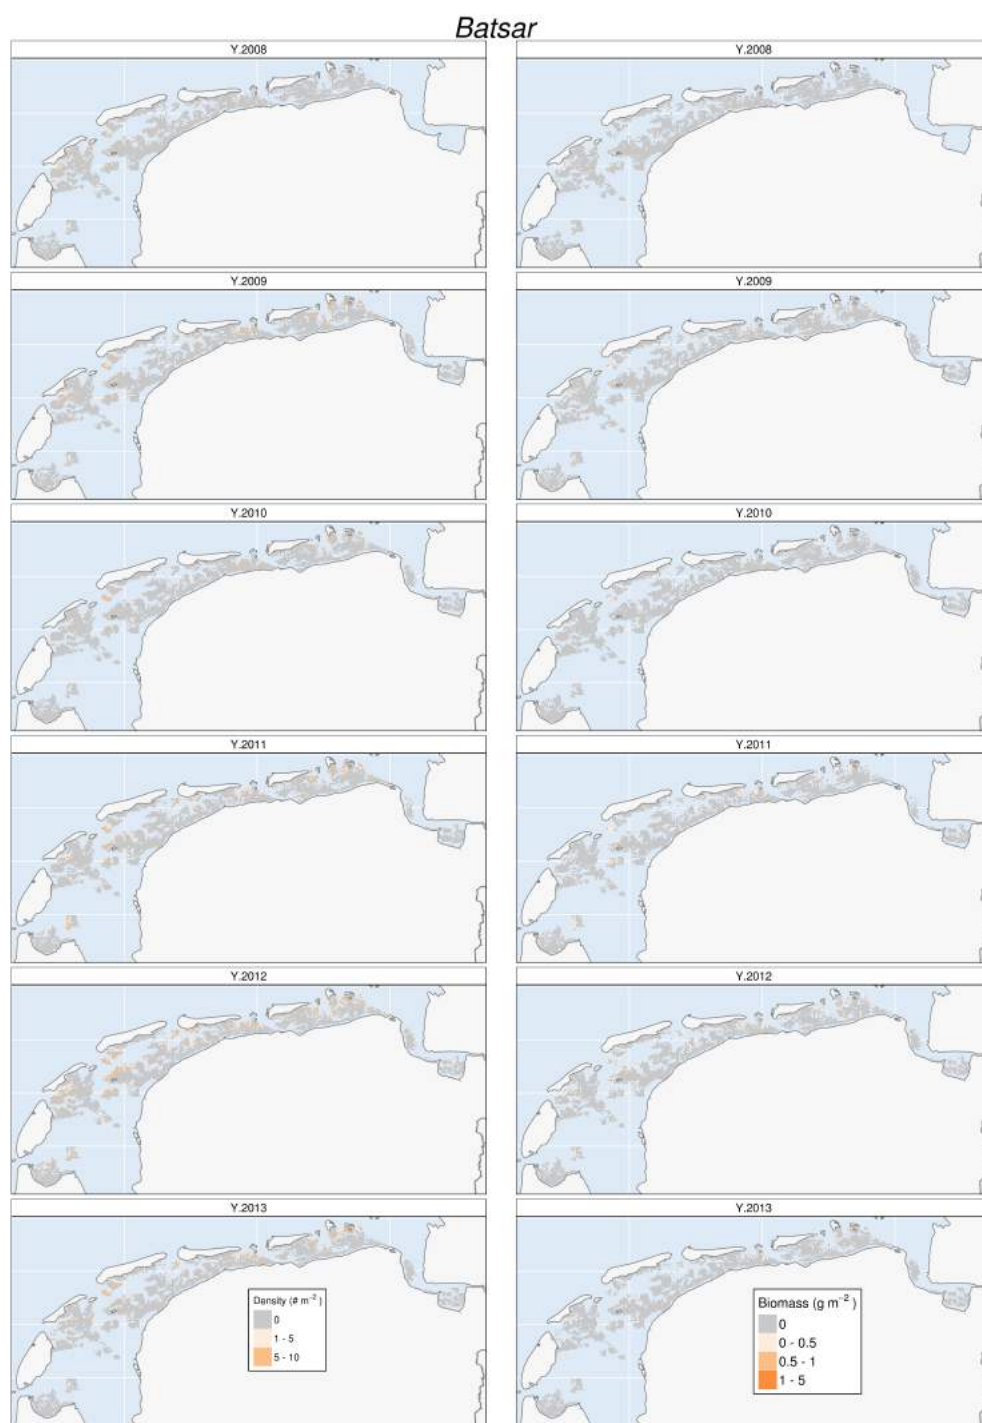 Batsar
Y.2008
Y.2008
Y.2009
Y.2009
Y.2010
Y.2010
Y.2011
Y.2011
Y.2012
Y.2012
Y.2013
Y.2013
Density (# m⁻²)
0
1 - 5
5 - 10
Biomass (g m⁻²)
0
0 - 0.5
0.5 - 1
1 - 5